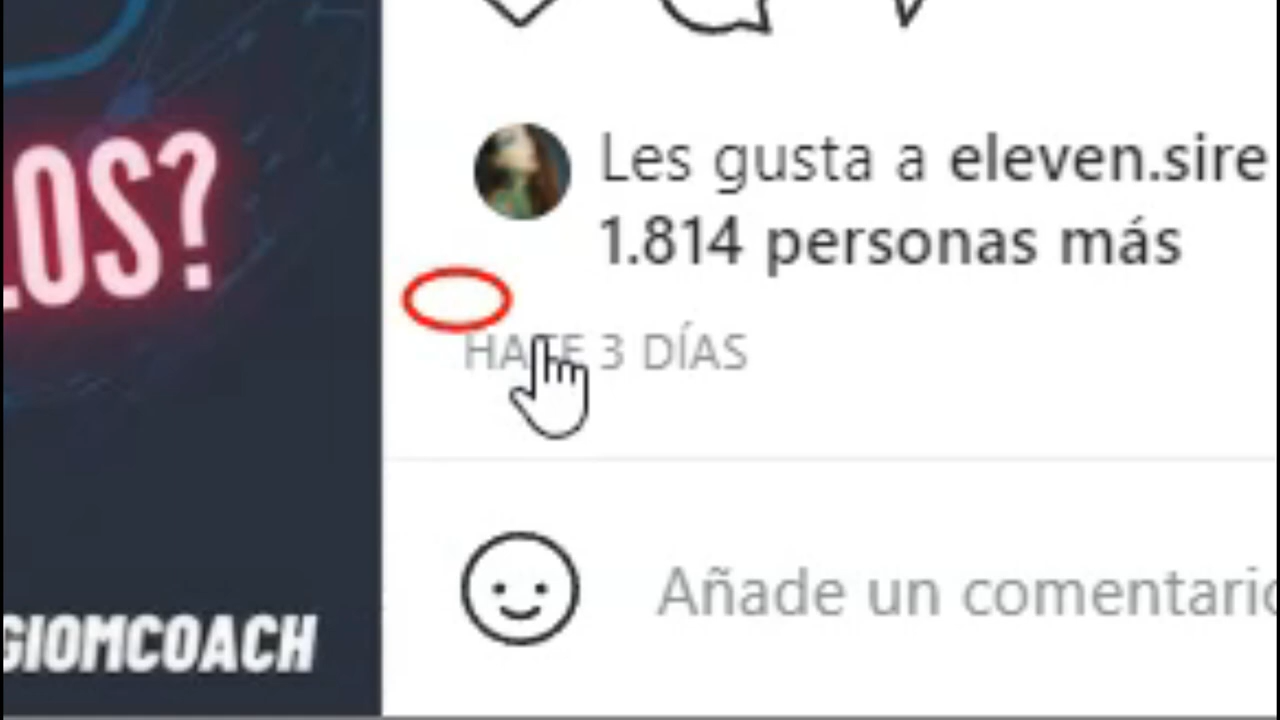 LOS?
Les gusta a eleven.sire
1.814 personas más
HACE 3 DÍAS
Añade un comentario
GIOMCOACH